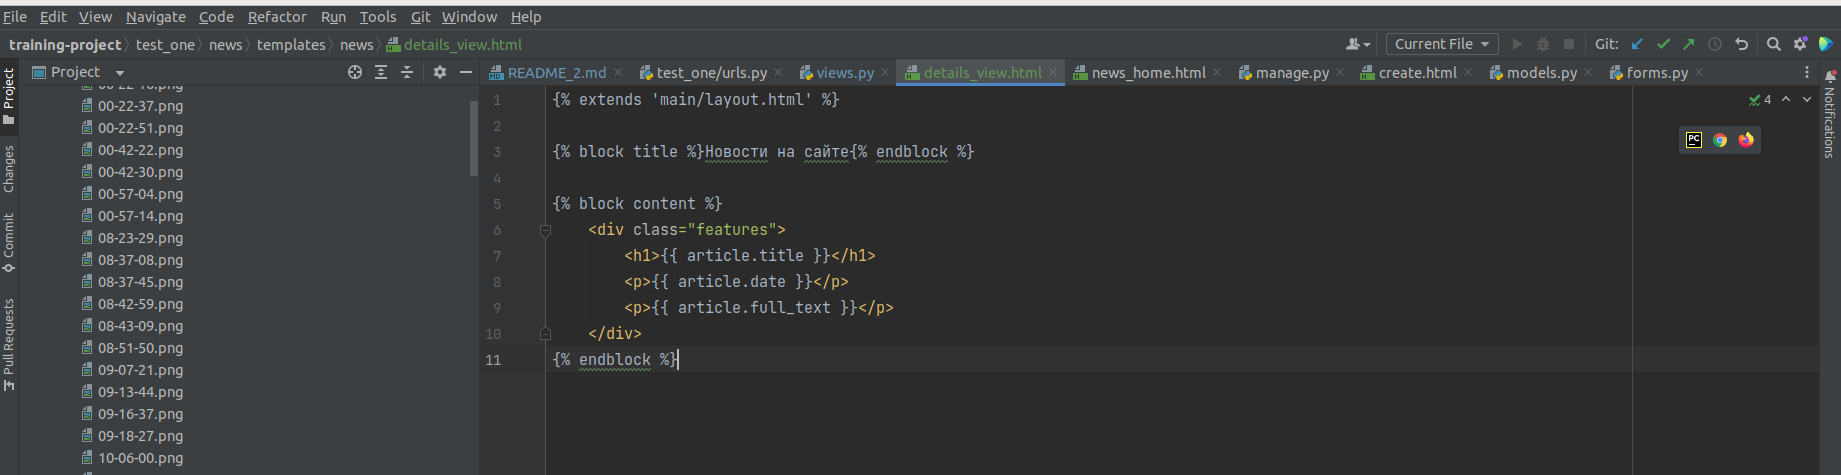 File Edit View Navigate Code Refactor Run Tools Git Window Help
training-project test_one news templates news details_view.html Current File Git:
Project README_2.md test_one/urls.py views.py details_view.html news_home.html manage.py create.html models.py forms.py
Project
Changes
Commit
Pull Requests
00-22-37.png
00-22-51.png
00-42-22.png
00-42-30.png
00-57-04.png
00-57-14.png
08-23-29.png
08-37-08.png
08-37-45.png
08-42-59.png
08-43-09.png
08-51-50.png
09-07-21.png
09-13-44.png
09-16-37.png
09-18-27.png
10-06-00.png
1 {% extends 'main/layout.html' %}
2
3 {% block title %}Новости на сайте{% endblock %}
4
5 {% block content %}
6 <div class="features">
7 <h1>{{ article.title }}</h1>
8 <p>{{ article.date }}</p>
9 <p>{{ article.full_text }}</p>
10 </div>
11 {% endblock %}
4
PC
Notifications